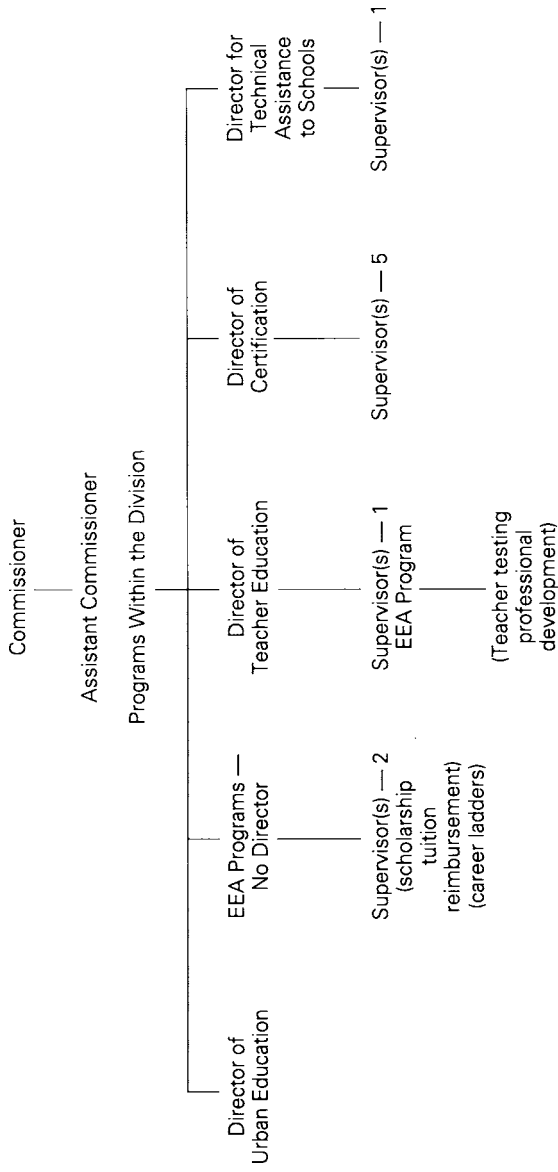 Commissioner
Assistant Commissioner
Programs Within the Division
Director of
Urban Education
EEA Programs —
No Director
Supervisor(s) — 2
(scholarship
tuition
reimbursement)
(career ladders)
Director of
Teacher Education
Supervisor(s) — 1
EEA Program
(Teacher testing
professional
development)
Director of
Certification
Supervisor(s) — 5
Director for
Technical
Assistance
to Schools
Supervisor(s) — 1